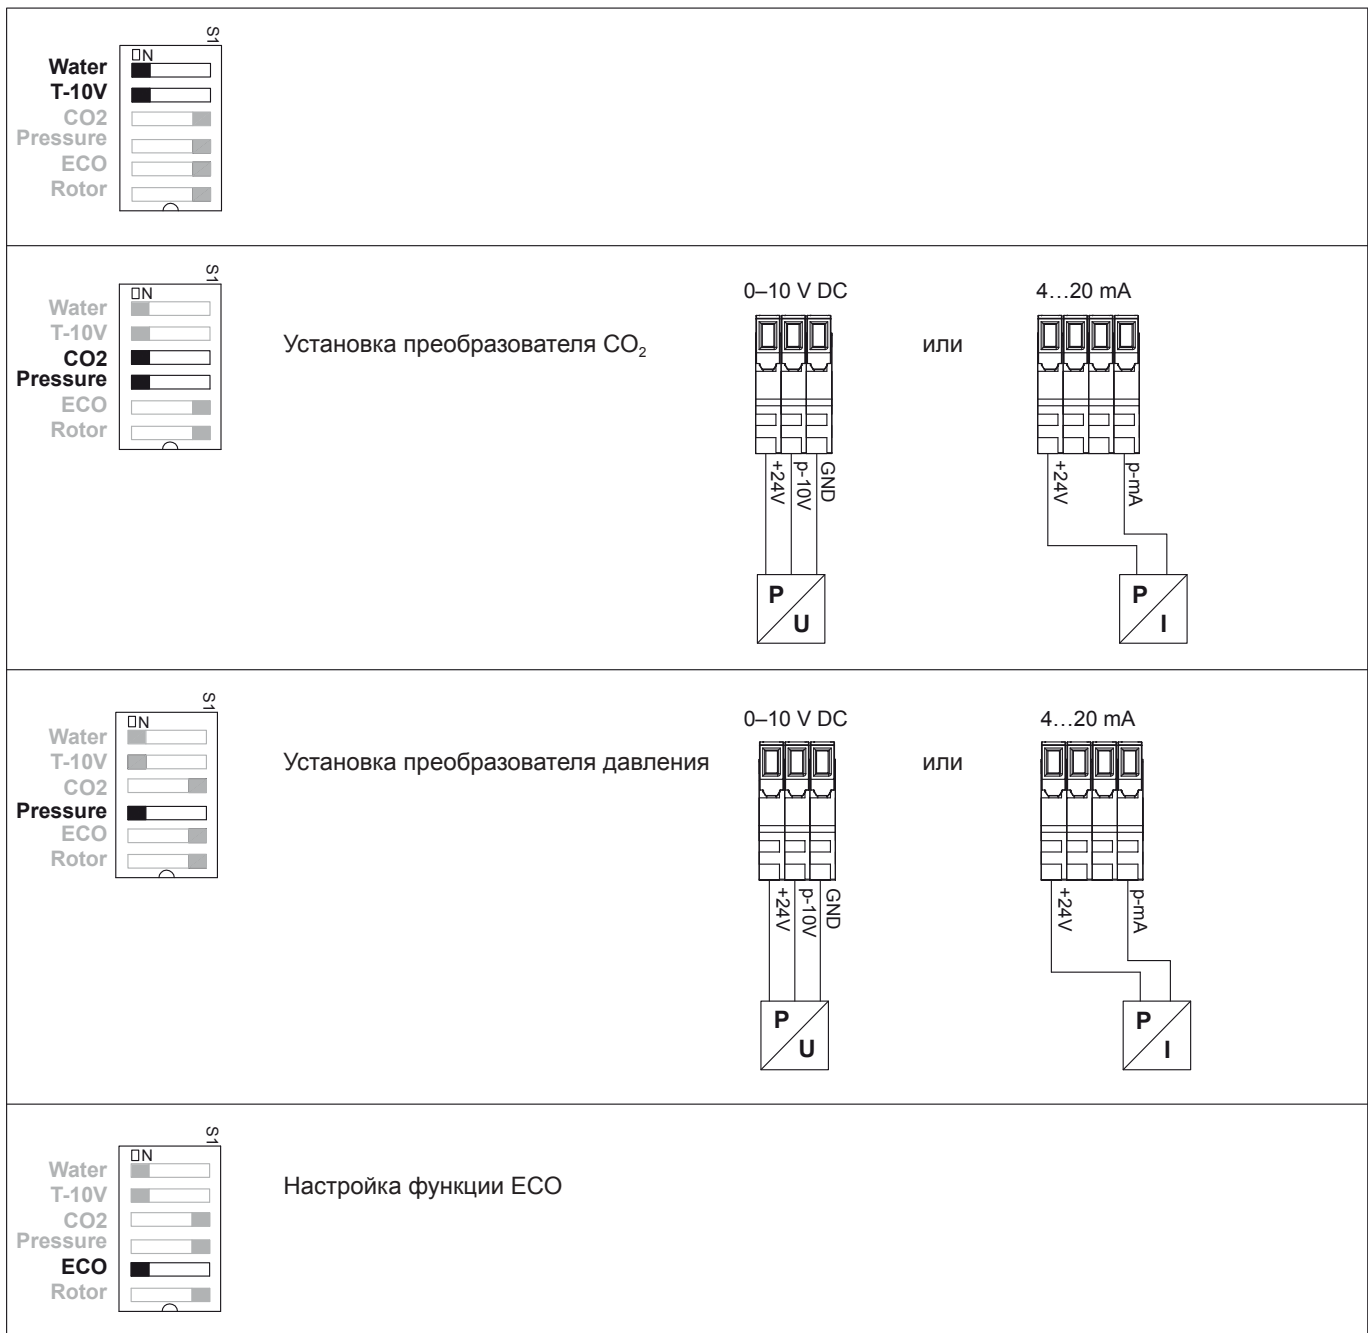 S1
ON
Water
T-10V
CO2
Pressure
ECO
Rotor
S1
ON
Water
T-10V
CO2
Pressure
ECO
Rotor
Установка преобразователя CO₂
0–10 V DC
+24V
p-10V
GND
P
U
или
4…20 mA
+24V
p-mA
P
I
S1
ON
Water
T-10V
CO2
Pressure
ECO
Rotor
Установка преобразователя давления
0–10 V DC
+24V
p-10V
GND
P
U
или
4…20 mA
+24V
p-mA
P
I
S1
ON
Water
T-10V
CO2
Pressure
ECO
Rotor
Настройка функции ECO